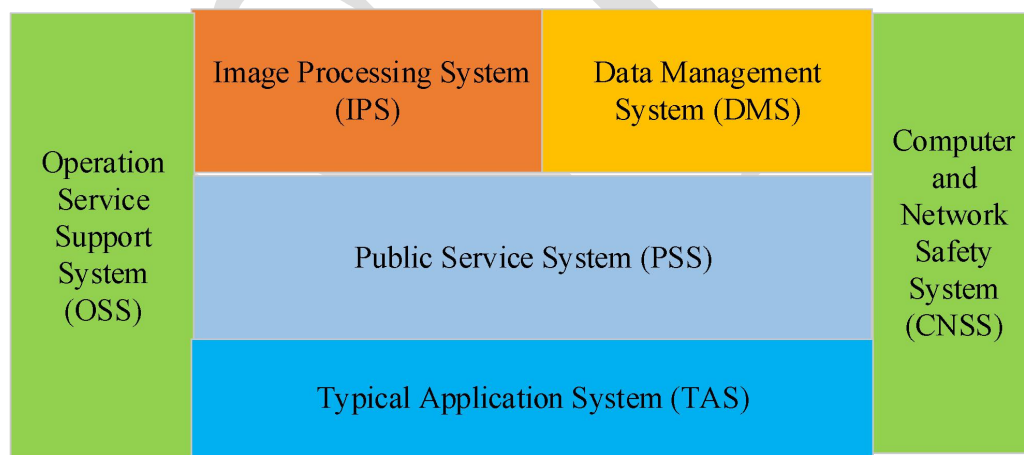 Operation
Service
Support
System
(OSS)
Image Processing System
(IPS)
Data Management
System (DMS)
Public Service System (PSS)
Typical Application System (TAS)
Computer
and
Network
Safety
System
(CNSS)